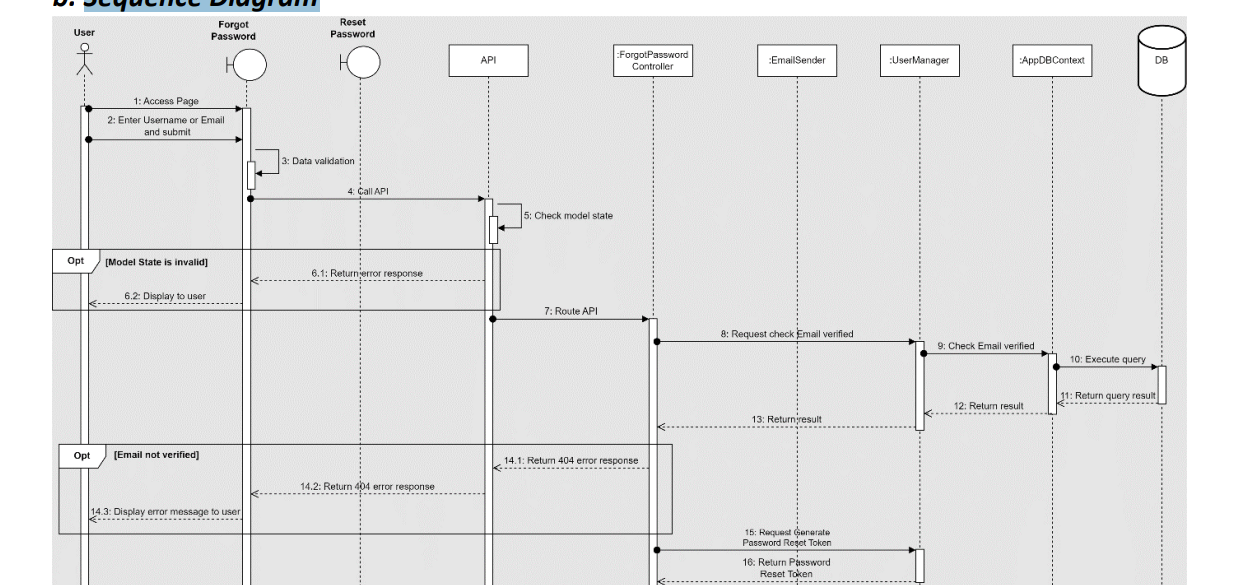 b. Sequence Diagram
User
Forgot
Password
Reset
Password
API
:ForgotPassword
Controller
:EmailSender
:UserManager
:AppDBContext
DB
1: Access Page
2: Enter Username or Email
and submit
3: Data validation
4: Call API
5: Check model state
Opt [Model State is invalid]
6.1: Return error response
6.2: Display to user
7: Route API
8: Request check Email verified
9: Check Email verified
10: Execute query
11: Return query result
12: Return result
13: Return result
Opt [Email not verified]
14.1: Return 404 error response
14.2: Return 404 error response
14.3: Display error message to user
15: Request Generate
Password Reset Token
16: Return Password
Reset Token